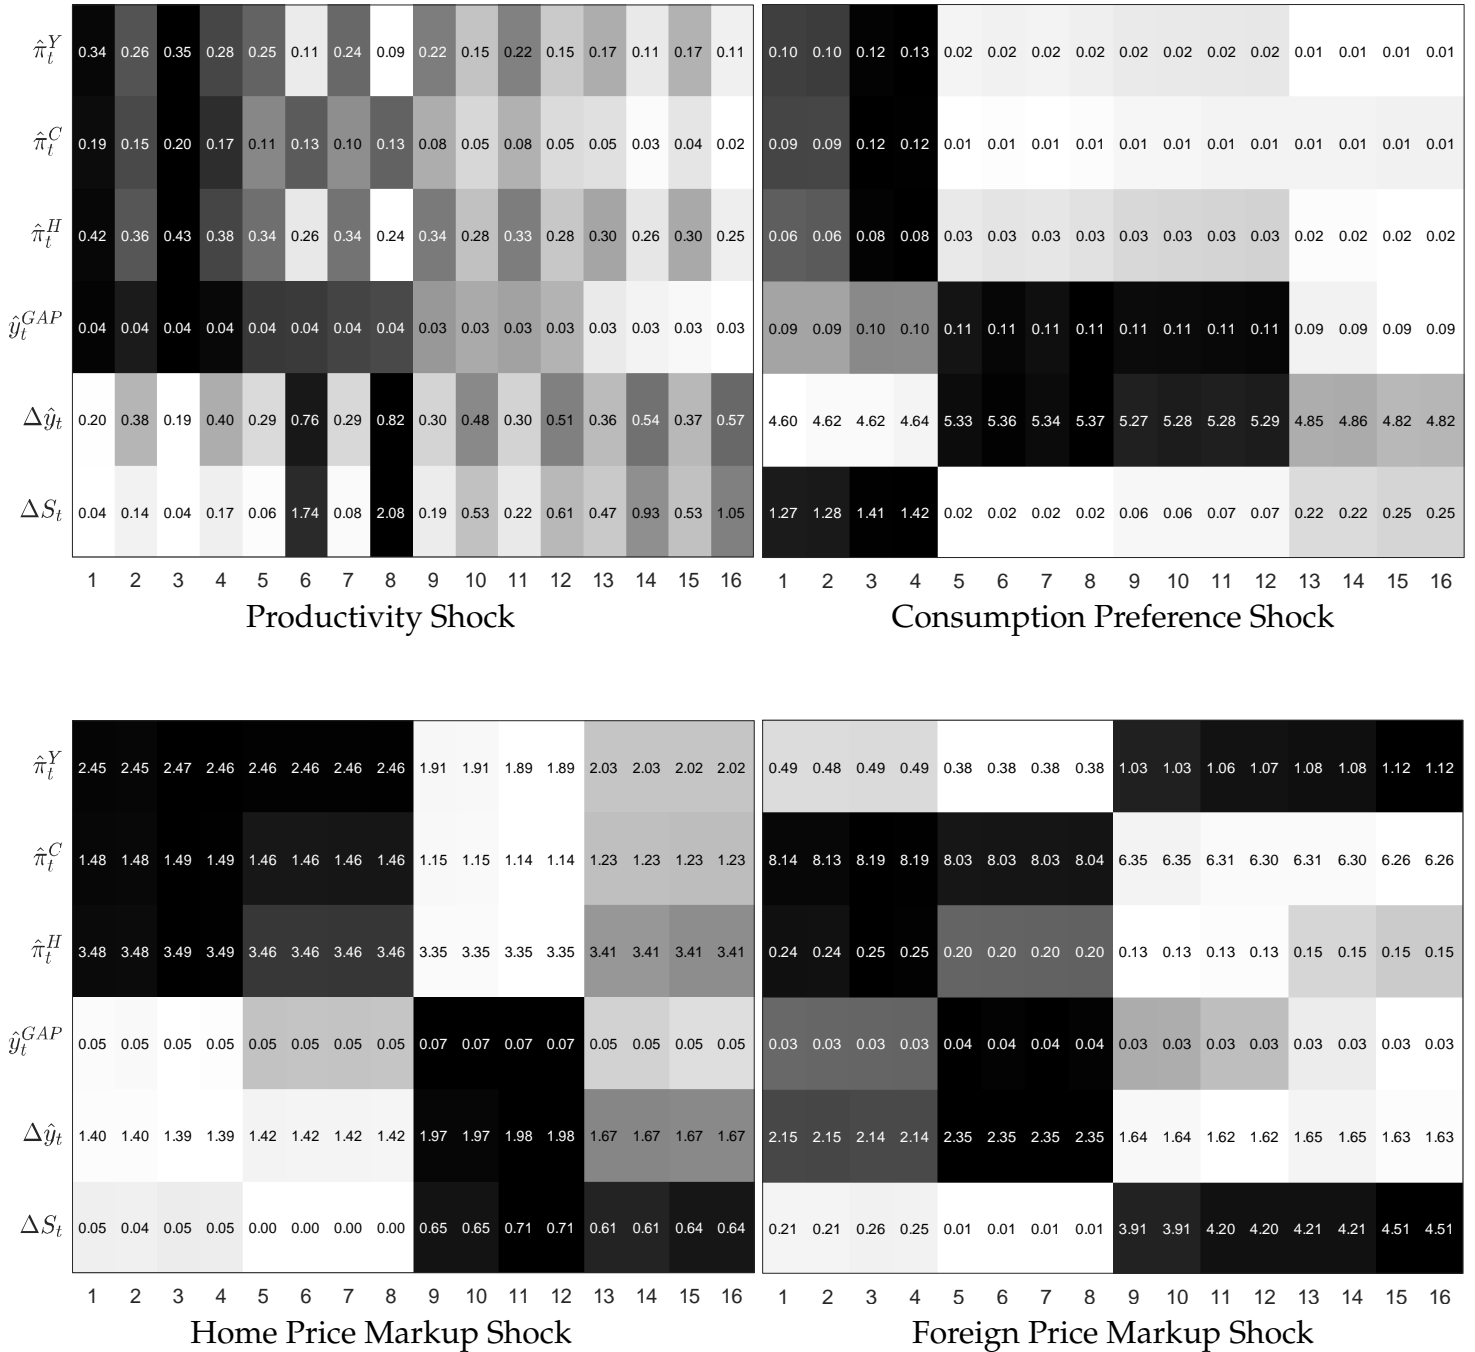 π̂_t^Y 0.34 0.26 0.35 0.28 0.25 0.11 0.24 0.09 0.22 0.15 0.22 0.15 0.17 0.11 0.17 0.11
π̂_t^C 0.19 0.15 0.20 0.17 0.11 0.13 0.10 0.13 0.08 0.05 0.08 0.05 0.05 0.03 0.04 0.02
π̂_t^H 0.42 0.36 0.43 0.38 0.34 0.26 0.34 0.24 0.34 0.28 0.33 0.28 0.30 0.26 0.30 0.25
ŷ_t^{GAP} 0.04 0.04 0.04 0.04 0.04 0.04 0.04 0.04 0.03 0.03 0.03 0.03 0.03 0.03 0.03 0.03
Δŷ_t 0.20 0.38 0.19 0.40 0.29 0.76 0.29 0.82 0.30 0.48 0.30 0.51 0.36 0.54 0.37 0.57
ΔS_t 0.04 0.14 0.04 0.17 0.06 1.74 0.08 2.08 0.19 0.53 0.22 0.61 0.47 0.93 0.53 1.05
1 2 3 4 5 6 7 8 9 10 11 12 13 14 15 16
Productivity Shock
0.10 0.10 0.12 0.13 0.02 0.02 0.02 0.02 0.02 0.02 0.02 0.02 0.01 0.01 0.01 0.01
0.09 0.09 0.12 0.12 0.01 0.01 0.01 0.01 0.01 0.01 0.01 0.01 0.01 0.01 0.01 0.01
0.06 0.06 0.08 0.08 0.03 0.03 0.03 0.03 0.03 0.03 0.03 0.03 0.02 0.02 0.02 0.02
0.09 0.09 0.10 0.10 0.11 0.11 0.11 0.11 0.11 0.11 0.11 0.11 0.09 0.09 0.09 0.09
4.60 4.62 4.62 4.64 5.33 5.36 5.34 5.37 5.27 5.28 5.28 5.29 4.85 4.86 4.82 4.82
1.27 1.28 1.41 1.42 0.02 0.02 0.02 0.02 0.06 0.06 0.07 0.07 0.22 0.22 0.25 0.25
1 2 3 4 5 6 7 8 9 10 11 12 13 14 15 16
Consumption Preference Shock
π̂_t^Y 2.45 2.45 2.47 2.46 2.46 2.46 2.46 2.46 1.91 1.91 1.89 1.89 2.03 2.03 2.02 2.02
π̂_t^C 1.48 1.48 1.49 1.49 1.46 1.46 1.46 1.46 1.15 1.15 1.14 1.14 1.23 1.23 1.23 1.23
π̂_t^H 3.48 3.48 3.49 3.49 3.46 3.46 3.46 3.46 3.35 3.35 3.35 3.35 3.41 3.41 3.41 3.41
ŷ_t^{GAP} 0.05 0.05 0.05 0.05 0.05 0.05 0.05 0.05 0.07 0.07 0.07 0.07 0.05 0.05 0.05 0.05
Δŷ_t 1.40 1.40 1.39 1.39 1.42 1.42 1.42 1.42 1.97 1.97 1.98 1.98 1.67 1.67 1.67 1.67
ΔS_t 0.05 0.04 0.05 0.05 0.00 0.00 0.00 0.00 0.65 0.65 0.71 0.71 0.61 0.61 0.64 0.64
1 2 3 4 5 6 7 8 9 10 11 12 13 14 15 16
Home Price Markup Shock
0.49 0.48 0.49 0.49 0.38 0.38 0.38 0.38 1.03 1.03 1.06 1.07 1.08 1.08 1.12 1.12
8.14 8.13 8.19 8.19 8.03 8.03 8.03 8.04 6.35 6.35 6.31 6.30 6.31 6.30 6.26 6.26
0.24 0.24 0.25 0.25 0.20 0.20 0.20 0.20 0.13 0.13 0.13 0.13 0.15 0.15 0.15 0.15
0.03 0.03 0.03 0.03 0.04 0.04 0.04 0.04 0.03 0.03 0.03 0.03 0.03 0.03 0.03 0.03
2.15 2.15 2.14 2.14 2.35 2.35 2.35 2.35 1.64 1.64 1.62 1.62 1.65 1.65 1.63 1.63
0.21 0.21 0.26 0.25 0.01 0.01 0.01 0.01 3.91 3.91 4.20 4.20 4.21 4.21 4.51 4.51
1 2 3 4 5 6 7 8 9 10 11 12 13 14 15 16
Foreign Price Markup Shock